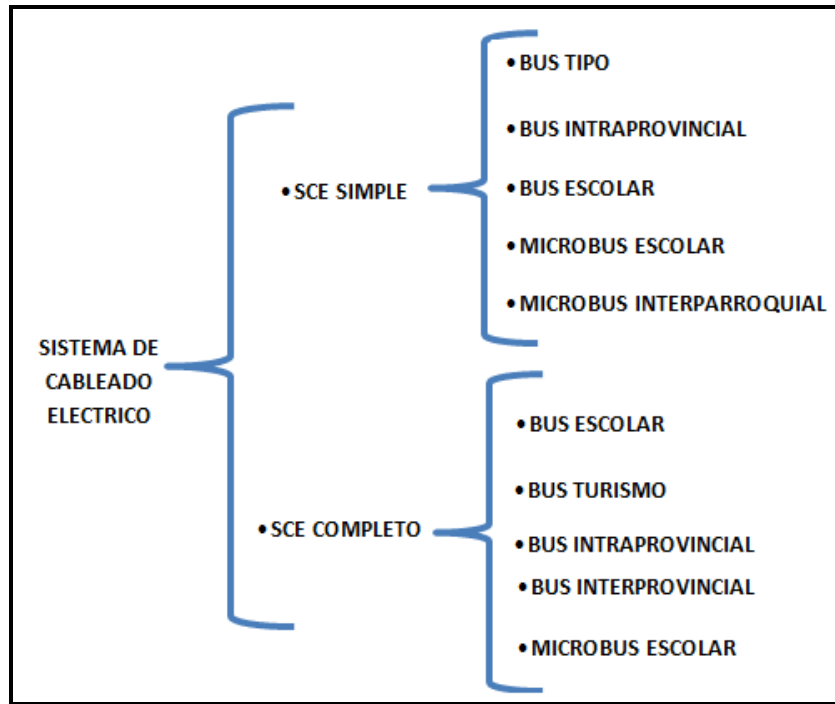 SISTEMA DE
CABLEADO
ELECTRICO
• SCE SIMPLE
• BUS TIPO
• BUS INTRAPROVINCIAL
• BUS ESCOLAR
• MICROBUS ESCOLAR
• MICROBUS INTERPARROQUIAL
• SCE COMPLETO
• BUS ESCOLAR
• BUS TURISMO
• BUS INTRAPROVINCIAL
• BUS INTERPROVINCIAL
• MICROBUS ESCOLAR